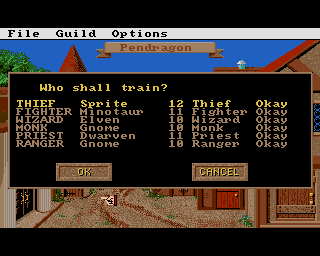 File Guild Options
Pendragon
Who shall train?
THIEF Sprite 12 Thief Okay
FIGHTER Minotaur 11 Fighter Okay
WIZARD Elven 10 Wizard Okay
MONK Gnome 10 Monk Okay
PRIEST Dwarven 11 Priest Okay
RANGER Gnome 10 Ranger Okay
OK CANCEL